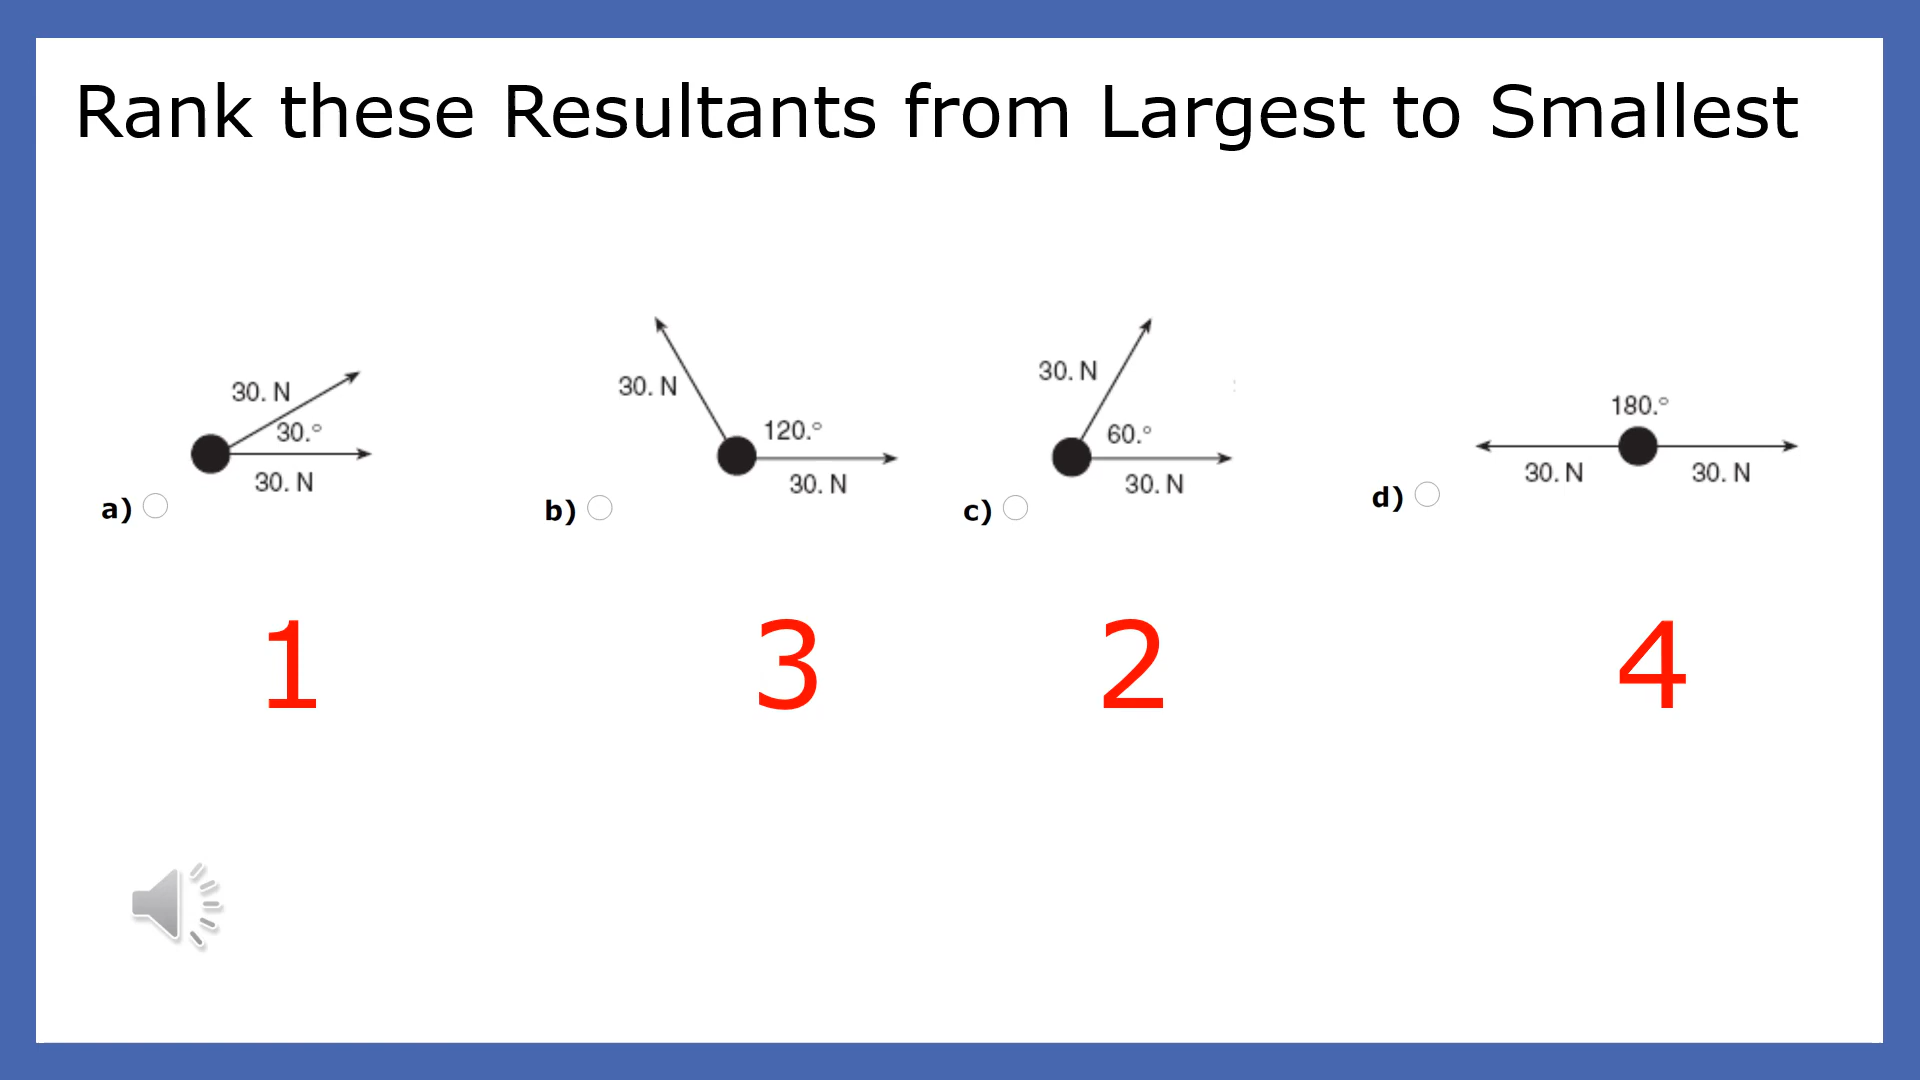 Rank these Resultants from Largest to Smallest
30. N
30.°
30. N
a)
30. N
120.°
30. N
b)
30. N
60.°
30. N
c)
180.°
30. N 30. N
d)
1 3 2 4